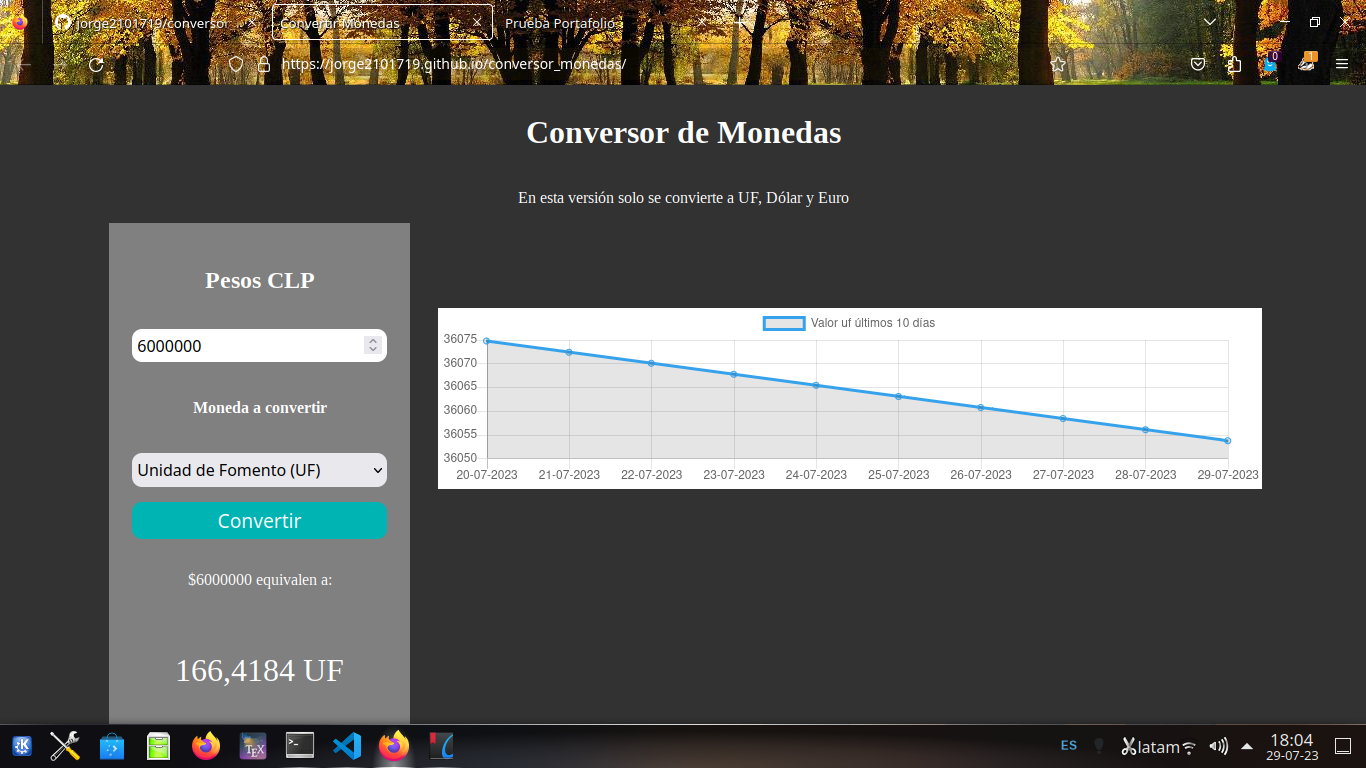 jorge2101719/conversor
Convertir Monedas
Prueba Portafolio
https://jorge2101719.github.io/conversor_monedas/
0
1
Conversor de Monedas
En esta versión solo se convierte a UF, Dólar y Euro
Pesos CLP
6000000
Moneda a convertir
Unidad de Fomento (UF)
Convertir
$6000000 equivalen a:
166,4184 UF
Valor uf últimos 10 días
36075
36070
36065
36060
36055
36050
20-07-2023 21-07-2023 22-07-2023 23-07-2023 24-07-2023 25-07-2023 26-07-2023 27-07-2023 28-07-2023 29-07-2023
TEX
ES
latam
18:04
29-07-23